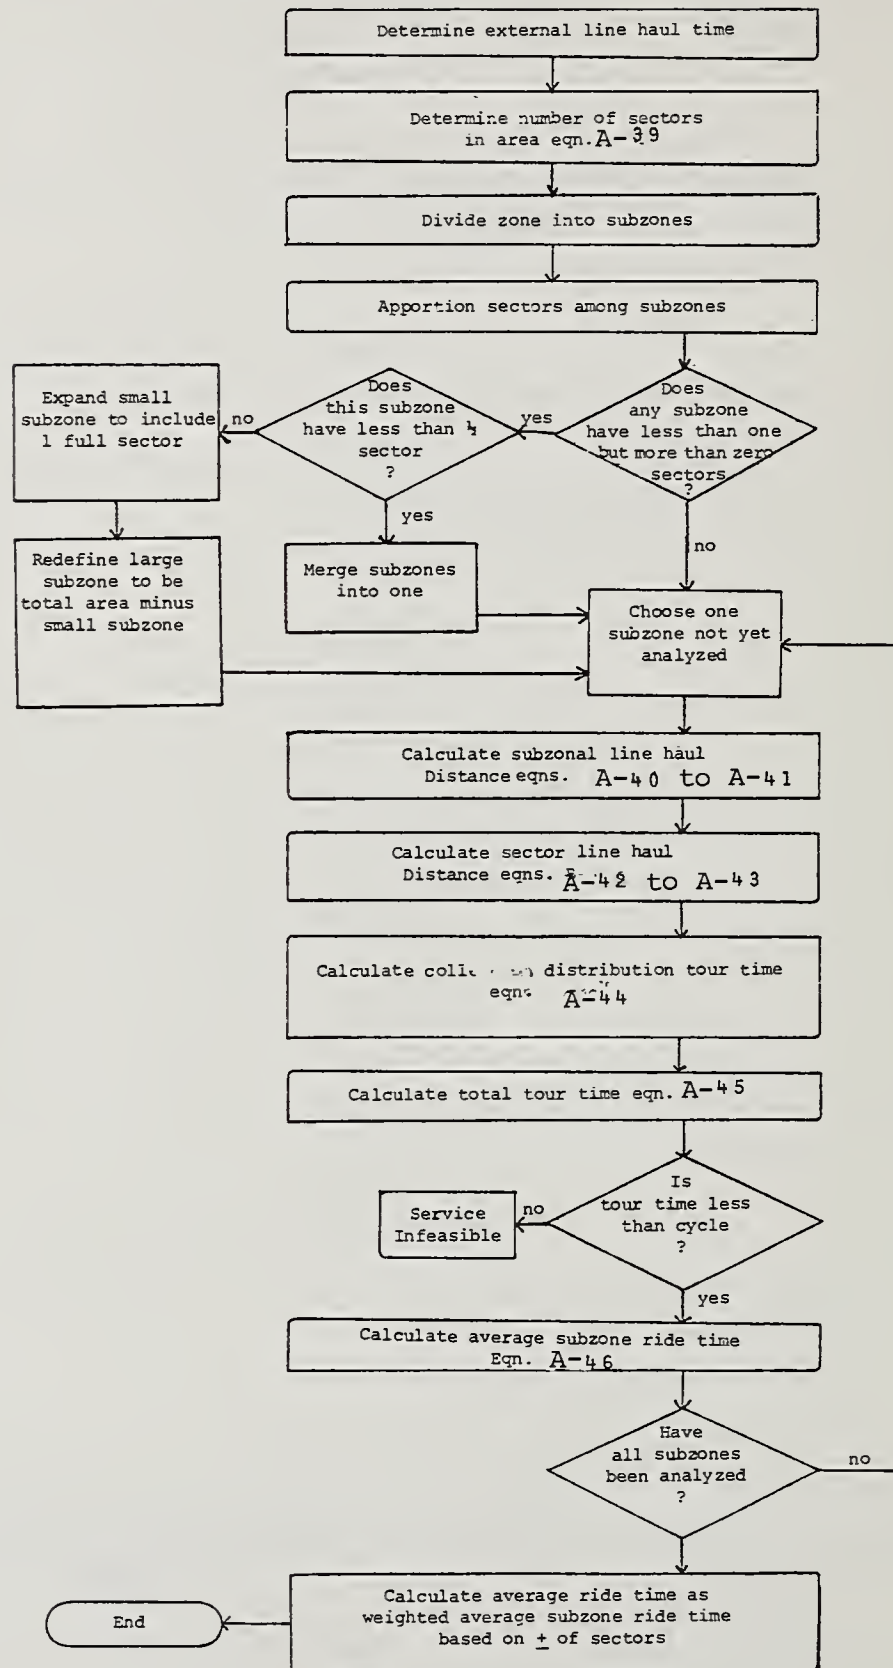 Determine external line haul time
Determine number of sectors
in area eqn. A-39
Divide zone into subzones
Apportion sectors among subzones
Does
any subzone
have less than one
but more than zero
sectors
?
yes
no
Does
this subzone
have less than ½
sector
?
no
yes
Expand small
subzone to include
1 full sector
Redefine large
subzone to be
total area minus
small subzone
Merge subzones
into one
Choose one
subzone not yet
analyzed
Calculate subzonal line haul
Distance eqns. A-40 to A-41
Calculate sector line haul
Distance eqns. A-42 to A-43
Calculate distribution tour time
eqns A-44
Calculate total tour time eqn. A-45
Is
tour time less
than cycle
?
no
yes
Service
Infeasible
Calculate average subzone ride time
Eqn. A-46
Have
all subzones
been analyzed
?
no
Calculate average ride time as
weighted average subzone ride time
based on ± of sectors
End